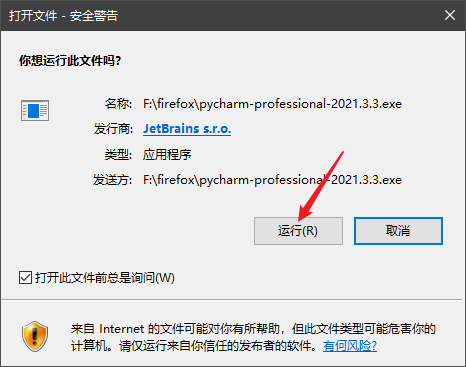 打开文件 - 安全警告
你想运行此文件吗?
名称: F:\firefox\pycharm-professional-2021.3.3.exe
发行商: JetBrains s.r.o.
类型: 应用程序
发送方: F:\firefox\pycharm-professional-2021.3.3.exe
运行(R) 取消
打开此文件前总是询问(W)
来自 Internet 的文件可能对你有所帮助，但此文件类型可能危害你的
计算机。请仅运行来自你信任的发布者的软件。有何风险?